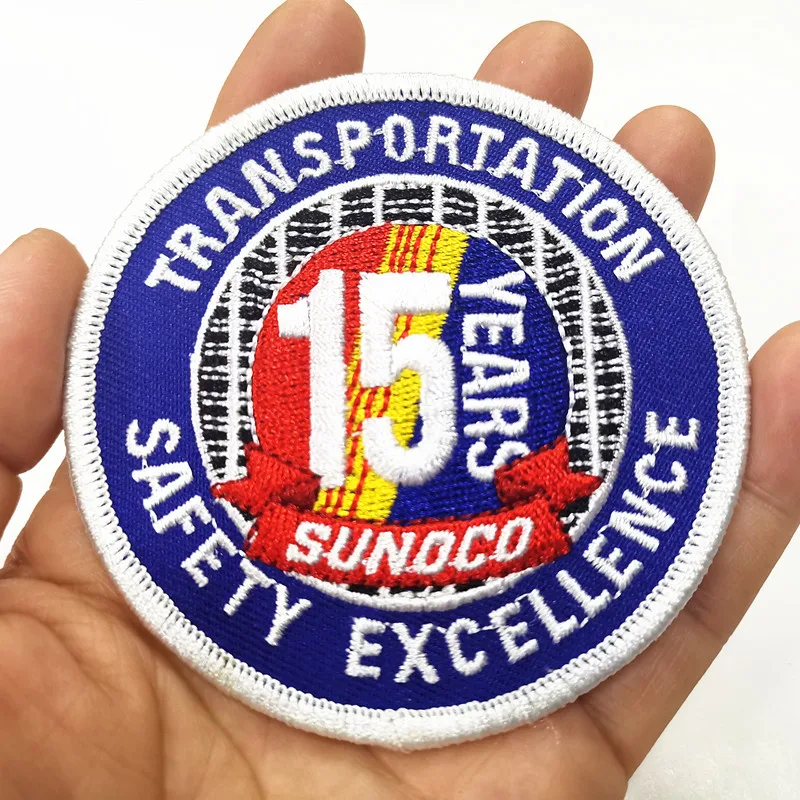 TRANSPORTATION
15
YEARS
SUNOCO
SAFETY EXCELLENCE